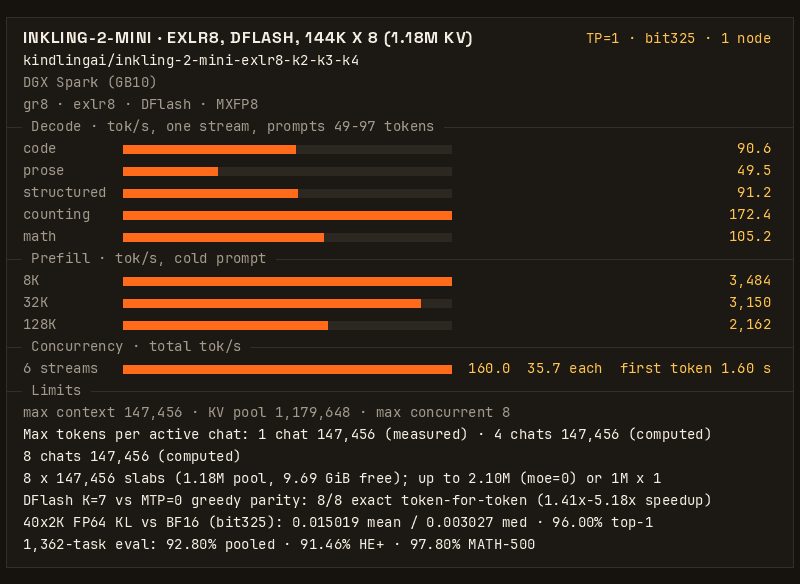 INKLING-2-MINI · EXLR8, DFLASH, 144K X 8 (1.18M KV) TP=1 · bit325 · 1 node
kindlingai/inkling-2-mini-exlr8-k2-k3-k4
DGX Spark (GB10)
gr8 · exlr8 · DFlash · MXFP8
Decode · tok/s, one stream, prompts 49-97 tokens
code 90.6
prose 49.5
structured 91.2
counting 172.4
math 105.2
Prefill · tok/s, cold prompt
8K 3,484
32K 3,150
128K 2,162
Concurrency · total tok/s
6 streams 160.0 35.7 each first token 1.60 s
Limits
max context 147,456 · KV pool 1,179,648 · max concurrent 8
Max tokens per active chat: 1 chat 147,456 (measured) · 4 chats 147,456 (computed)
8 chats 147,456 (computed)
8 x 147,456 slabs (1.18M pool, 9.69 GiB free); up to 2.10M (moe=0) or 1M x 1
DFlash K=7 vs MTP=0 greedy parity: 8/8 exact token-for-token (1.41x-5.18x speedup)
40x2K FP64 KL vs BF16 (bit325): 0.015019 mean / 0.003027 med · 96.00% top-1
1,362-task eval: 92.80% pooled · 91.46% HE+ · 97.80% MATH-500